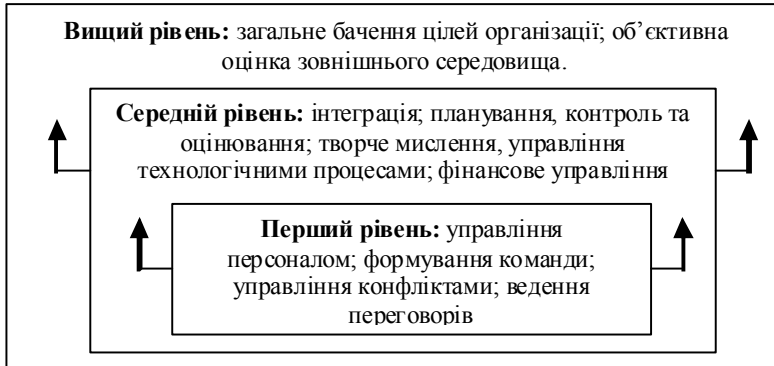 Вищий рівень: загальне бачення цілей організації; об’єктивна
оцінка зовнішнього середовища.
Середній рівень: інтеграція; планування, контроль та
оцінювання; творче мислення, управління
технологічними процесами; фінансове управління
Перший рівень: управління
персоналом; формування команди;
управління конфліктами; ведення
переговорів